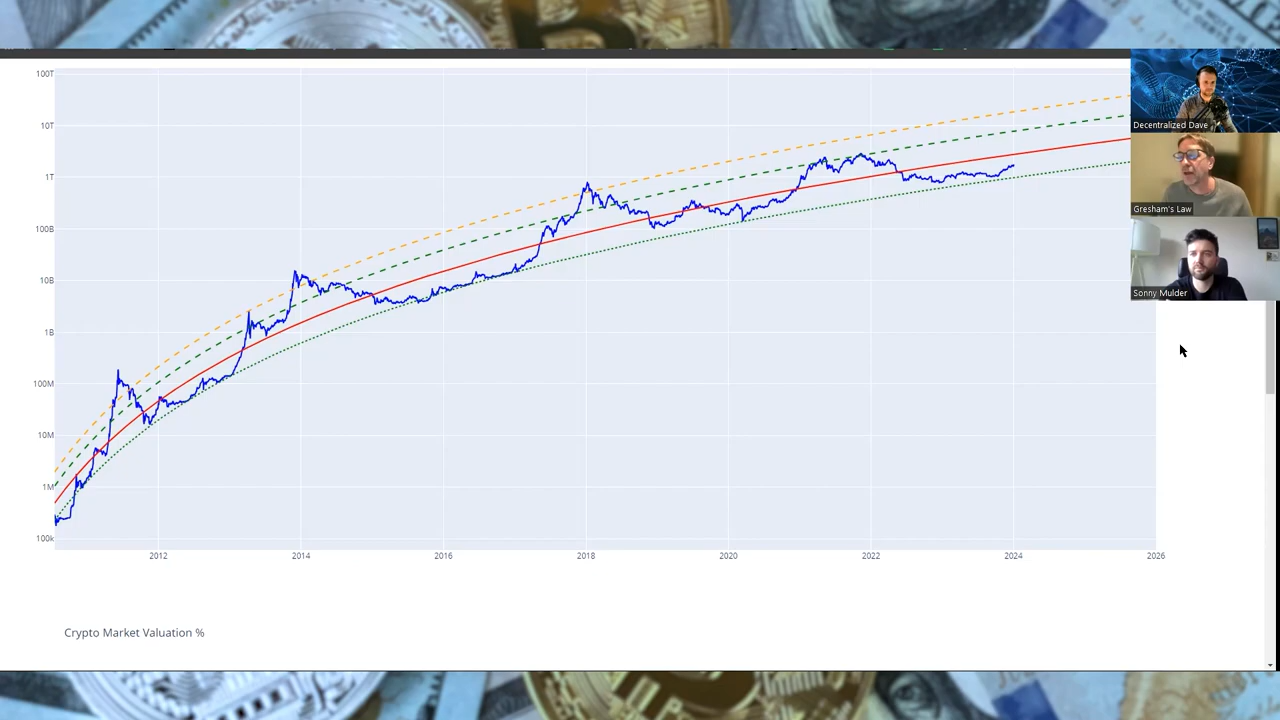 100T
10T
1T
100B
10B
1B
100M
10M
1M
100k
2012
2014
2016
2018
2020
2022
2024
2026
Crypto Market Valuation %
Decentralized Dave
Gresham's Law
Sonny Mulder